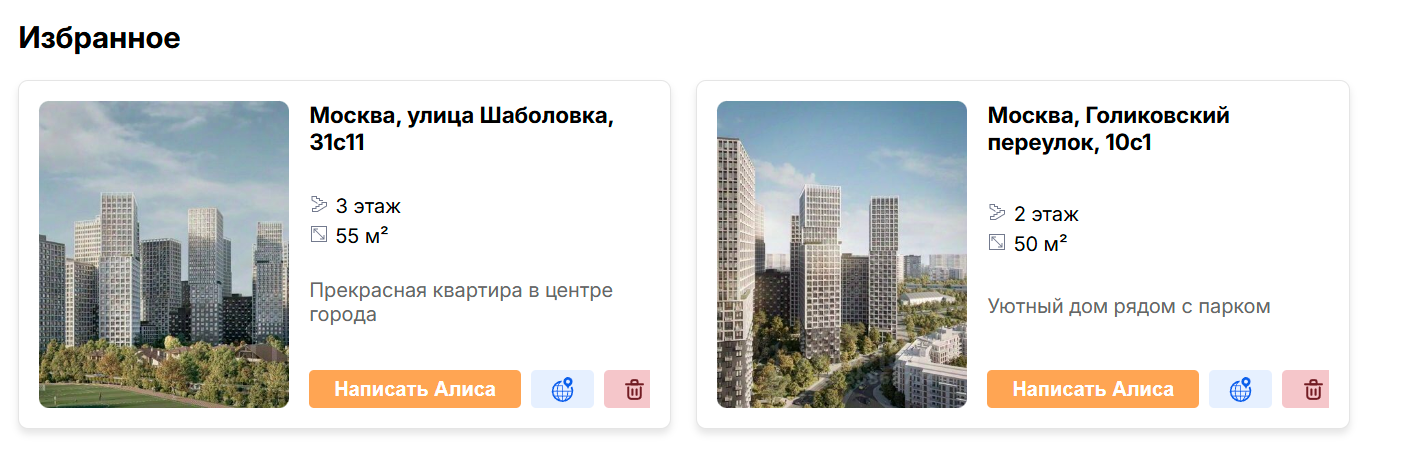 Избранное
Москва, улица Шаболовка,
31с11
3 этаж
55 м²
Прекрасная квартира в центре
города
Написать Алиса
Москва, Голиковский
переулок, 10с1
2 этаж
50 м²
Уютный дом рядом с парком
Написать Алиса